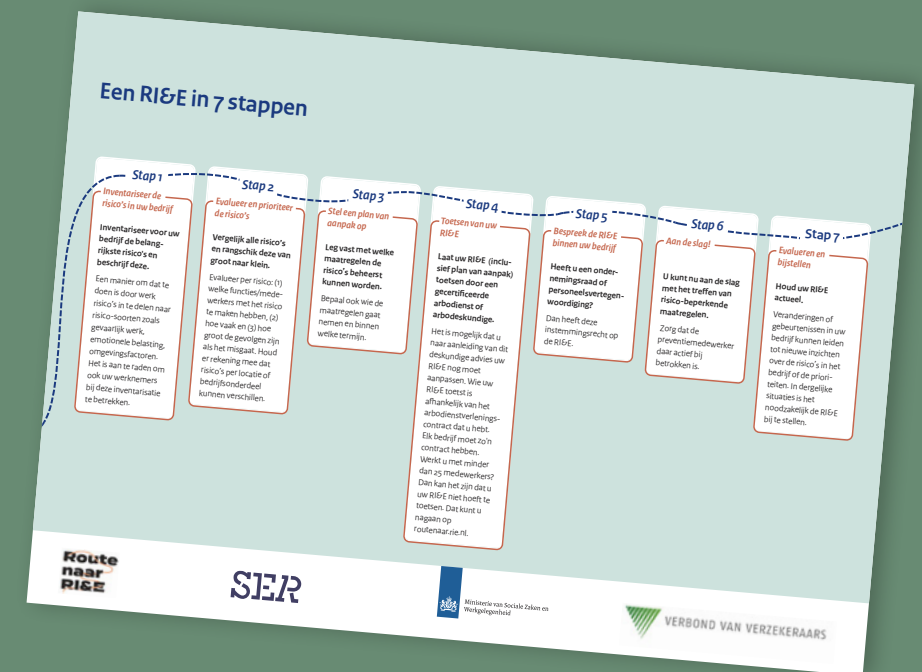 Een RI&E in 7 stappen
Stap 1
Inventariseer de
risico's in uw bedrijf
Inventariseer voor uw
bedrijf de belang-
rijkste risico's en
beschrijf deze.
Een manier om dat te
doen is door werk
risico's in te delen naar
risico-soorten zoals
gevaarlijk werk,
emotionele belasting,
omgevingsfactoren.
Het is aan te raden om
ook uw werknemers
bij deze inventarisatie
te betrekken.
Stap 2
Evalueer en prioriteer
de risico's
Vergelijk alle risico's
en rangschik deze van
groot naar klein.
Evalueer per risico: (1)
welke functies/mede-
werkers met het risico
te maken hebben, (2)
hoe vaak en (3) hoe
groot de gevolgen zijn
als het misgaat. Houd
er rekening mee dat
risico's per locatie of
bedrijfsonderdeel
kunnen verschillen.
Stap 3
Stel een plan van
aanpak op
Leg vast met welke
maatregelen de
risico's beheerst
kunnen worden.
Bepaal ook wie de
maatregelen gaat
nemen en binnen
welke termijn.
Stap 4
Toetsen van uw
RI&E
Laat uw RI&E (inclu-
sief plan van aanpak)
toetsen door een
gecertificeerde
arbodienst of
arbodeskundige.
Het is mogelijk dat u
naar aanleiding van dit
deskundige advies uw
RI&E nog moet
aanpassen. Wie uw
RI&E toetst is
afhankelijk van het
arbodienstverlenings-
contract dat u hebt.
Elk bedrijf moet zo'n
contract hebben.
Werkt u met minder
dan 25 medewerkers?
Dan kan het zijn dat u
uw RI&E niet hoeft te
toetsen. Dat kunt u
nagaan op
routenaar.rie.nl.
Stap 5
Bespreek de RI&E
binnen uw bedrijf
Heeft u een onder-
nemingsraad of
personeelsvertegen-
woordiging?
Dan heeft deze
instemmingsrecht op
de RI&E.
Stap 6
Aan de slag!
U kunt nu aan de slag
met het treffen van
risico-beperkende
maatregelen.
Zorg dat de
preventiemedewerker
daar actief bij
betrokken is.
Stap 7
Evalueren en
bijstellen
Houd uw RI&E
actueel.
Veranderingen of
gebeurtenissen in uw
bedrijf kunnen leiden
tot nieuwe inzichten
over de risico's in het
bedrijf of de priori-
teiten. In dergelijke
situaties is het
noodzakelijk de RI&E
bij te stellen.
Route
naar
RI&E
SER
Ministerie van Sociale Zaken en
Werkgelegenheid
VERBOND VAN VERZEKERAARS